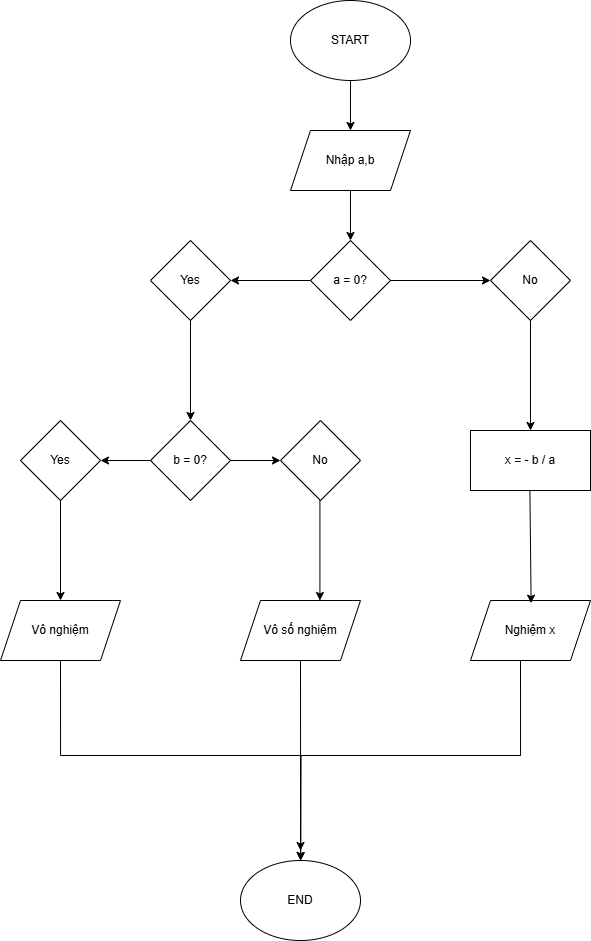 START
Nhập a,b
Yes
a = 0?
No
Yes
b = 0?
No
x = - b / a
Vô nghiệm
Vô số nghiệm
Nghiệm x
END